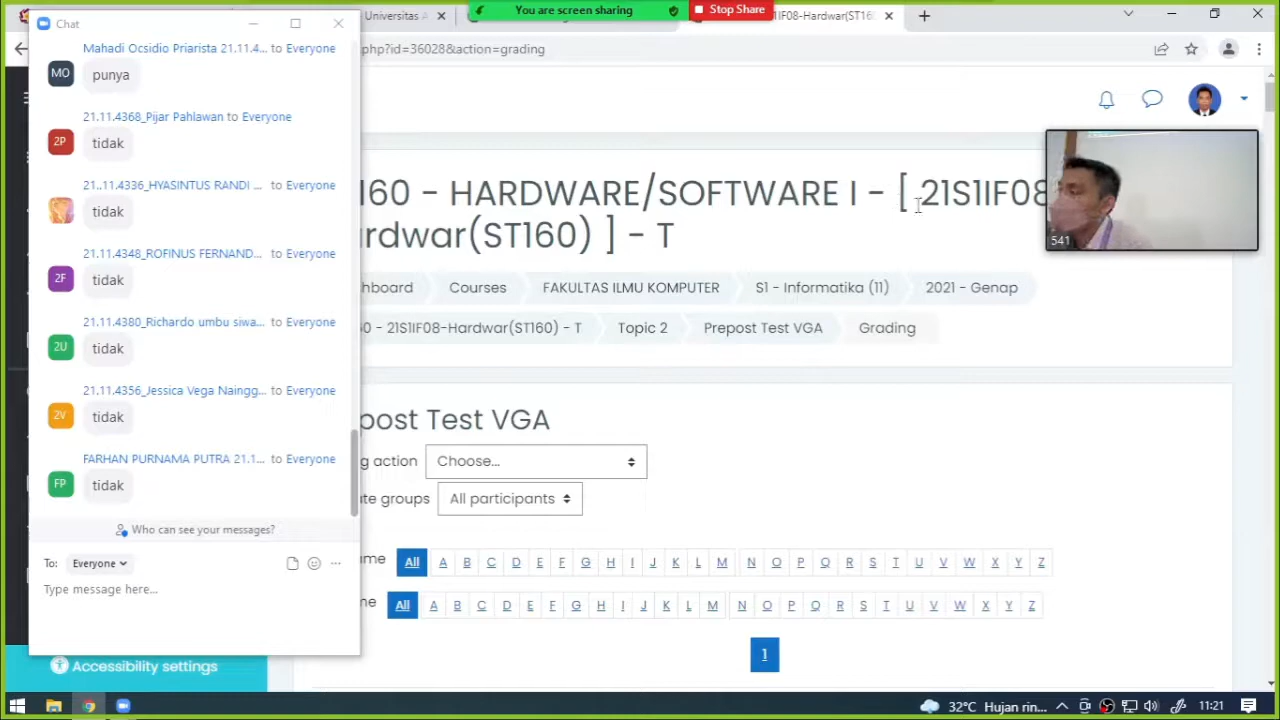 Chat
Universitas A
You are screen sharing
Stop Share
F08-Hardwar(ST16
php?id=36028&action=grading
Mahadi Ocsidio Priarista 21.11.4... to Everyone
MO
punya
21.11.4368_Pijar Pahlawan to Everyone
2P
tidak
21..11.4336_HYASINTUS RANDI ... to Everyone
tidak
21.11.4348_ROFINUS FERNAND... to Everyone
2F
tidak
21.11.4380_Richardo umbu siwa... to Everyone
2U
tidak
21.11.4356_Jessica Vega Naingg... to Everyone
2V
tidak
FARHAN PURNAMA PUTRA 21.1... to Everyone
FP
tidak
Who can see your messages?
To: Everyone
Type message here...
Accessibility settings
160 - HARDWARE/SOFTWARE I - [ 21S1IF08
rdwar(ST160) ] - T
541
hboard Courses FAKULTAS ILMU KOMPUTER S1 - Informatika (11) 2021 - Genap
0 - 21S1IF08-Hardwar(ST160) - T Topic 2 Prepost Test VGA Grading
post Test VGA
g action Choose...
te groups All participants
me All A B C D E F G H I J K L M N O P Q R S T U V W X Y Z
me All A B C D E F G H I J K L M N O P Q R S T U V W X Y Z
1
32°C Hujan rin... 11:21